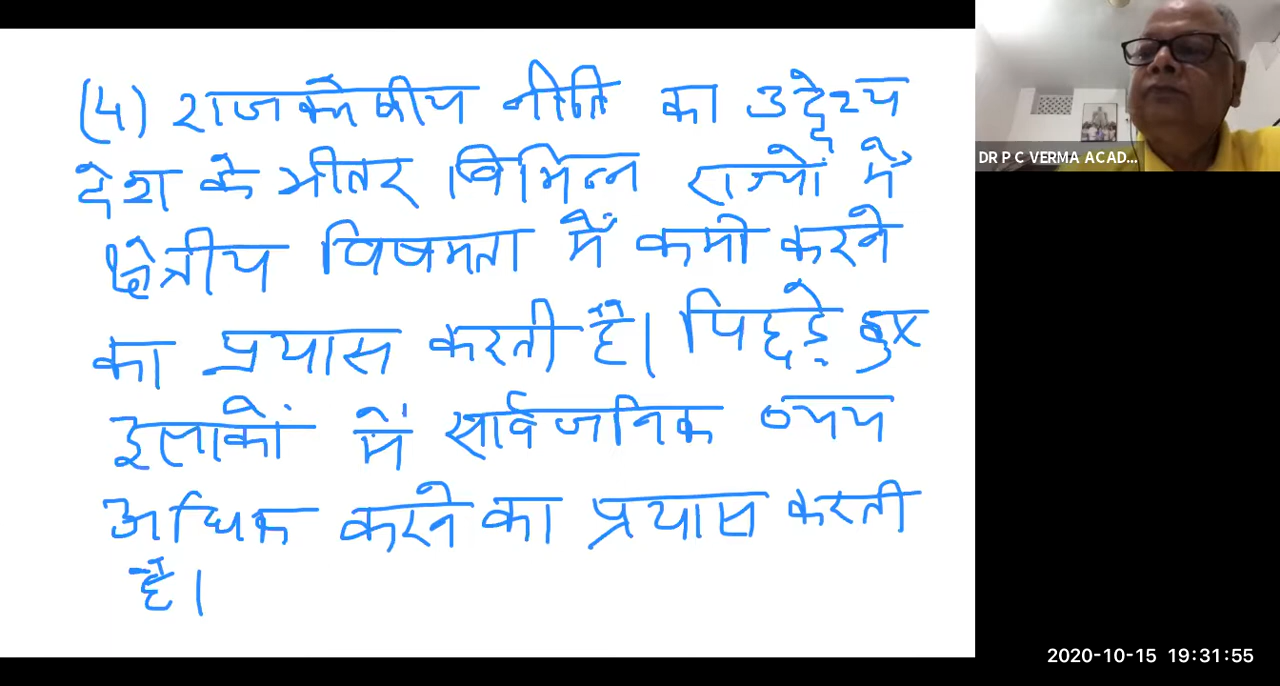 (4) राजकोषीय नीति का उद्देश्य
देश के भीतर विभिन्न राज्यों में
क्षेत्रीय विषमता में कमी करने
का प्रयास करती है। पिछड़े हुए
इलाकों में सार्वजनिक व्यय
अधिक करने का प्रयास करती
है।
DR P C VERMA ACAD...
2020-10-15 19:31:55